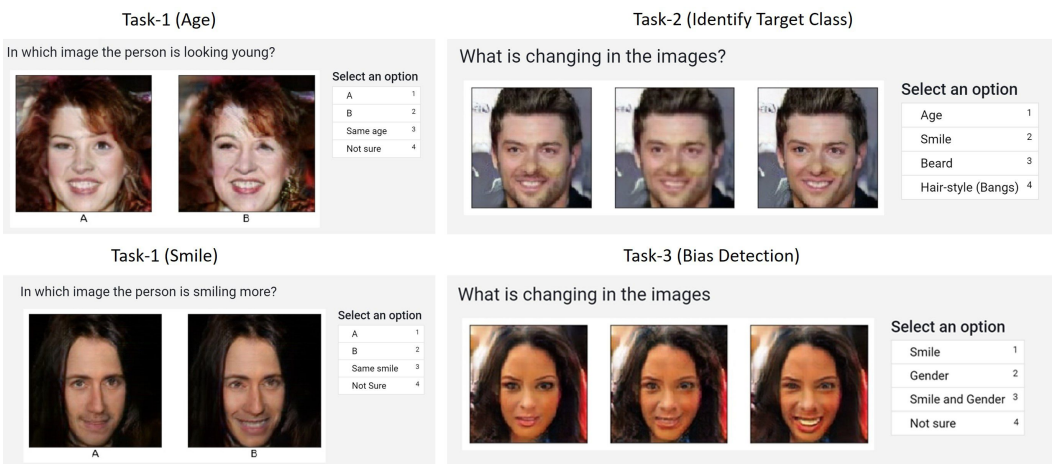 Task-1 (Age)
In which image the person is looking young?
Select an option
A 1
B 2
Same age 3
Not sure 4
A
B
Task-2 (Identify Target Class)
What is changing in the images?
Select an option
Age 1
Smile 2
Beard 3
Hair-style (Bangs) 4
Task-1 (Smile)
In which image the person is smiling more?
Select an option
A 1
B 2
Same smile 3
Not Sure 4
A
B
Task-3 (Bias Detection)
What is changing in the images
Select an option
Smile 1
Gender 2
Smile and Gender 3
Not sure 4